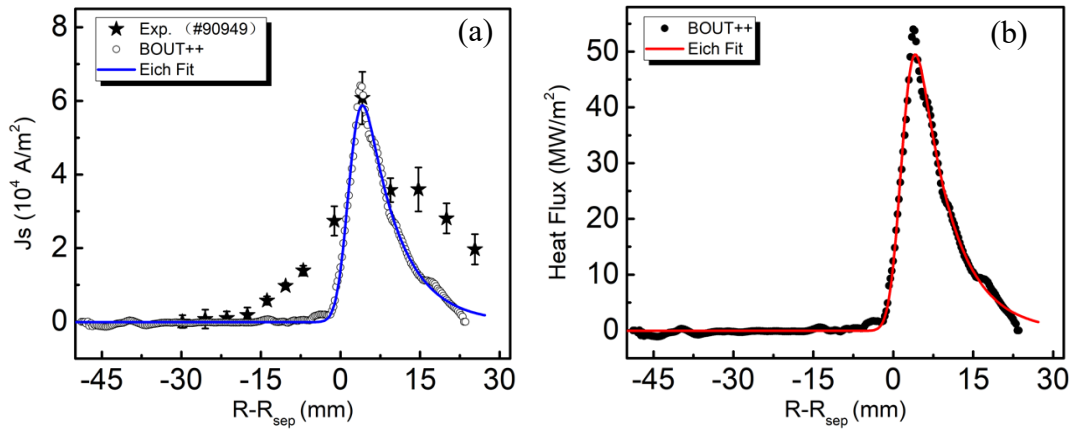 (a)
Exp. （#90949）
BOUT++
Eich Fit
Js (10⁴ A/m²)
8
6
4
2
0
-45 -30 -15 0 15 30
R-Rsep (mm)
(b)
BOUT++
Eich Fit
Heat Flux (MW/m²)
50
40
30
20
10
0
-45 -30 -15 0 15 30
R-Rsep (mm)